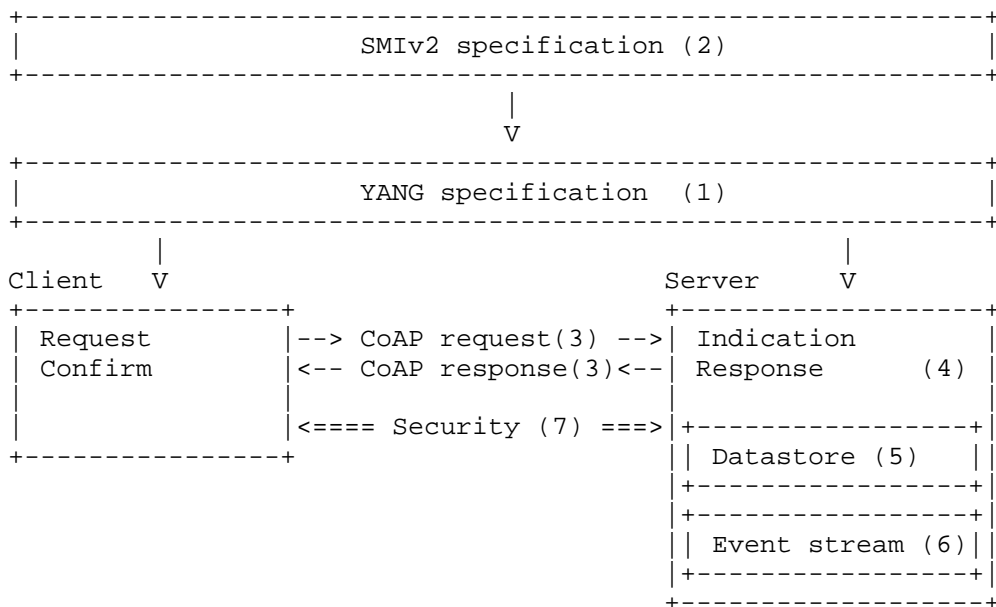 SMIv2 specification (2)
V
YANG specification (1)
Client V Server V
Request --> CoAP request(3) --> Indication
Confirm <-- CoAP response(3)<-- Response (4)
<==== Security (7) ===>
Datastore (5)
Event stream (6)